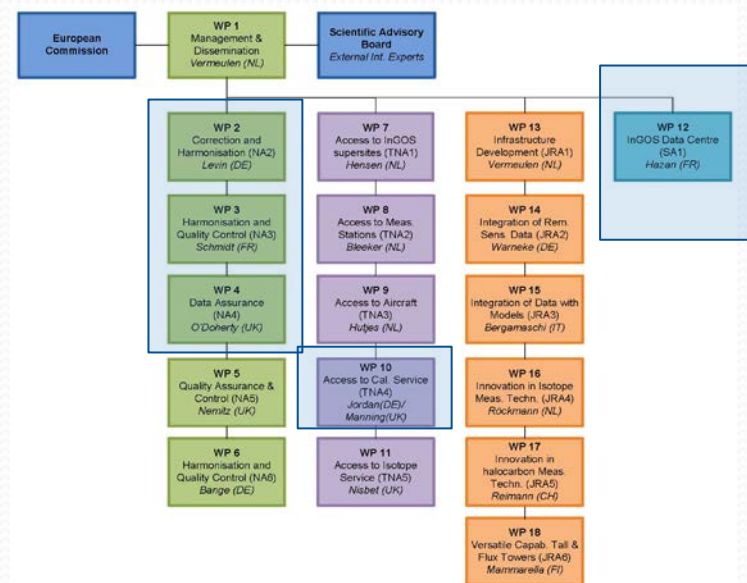 European
Commission
WP 1
Management &
Dissemination
Vermeulen (NL)
Scientific Advisory
Board
External Int. Experts
WP 2
Correction and
Harmonisation (NA2)
Levin (DE)
WP 3
Harmonisation and
Quality Control (NA3)
Schmidt (FR)
WP 4
Data Assurance
(NA4)
O'Doherty (UK)
WP 5
Quality Assurance &
Control (NA5)
Nemitz (UK)
WP 6
Harmonisation and
Quality Control (NA6)
Bange (DE)
WP 7
Access to InGOS
supersites (TNA1)
Hensen (NL)
WP 8
Access to Meas.
Stations (TNA2)
Bleeker (NL)
WP 9
Access to Aircraft
(TNA3)
Hutjes (NL)
WP 10
Access to Cal. Service
(TNA4)
Jordan(DE)/
Manning(UK)
WP 11
Access to Isotope
Service (TNA5)
Nisbet (UK)
WP 13
Infrastructure
Development (JRA1)
Vermeulen (NL)
WP 14
Integration of Rem.
Sens. Data (JRA2)
Warneke (DE)
WP 15
Integration of Data with
Models (JRA3)
Bergamaschi (IT)
WP 16
Innovation in Isotope
Meas. Techn. (JRA4)
Röckmann (NL)
WP 17
Innovation in
halocarbon Meas.
Techn. (JRA5)
Reimann (CH)
WP 18
Versatile Capab. Tall &
Flux Towers (JRA6)
Mammarella (FI)
WP 12
InGOS Data Centre
(SA1)
Hazan (FR)